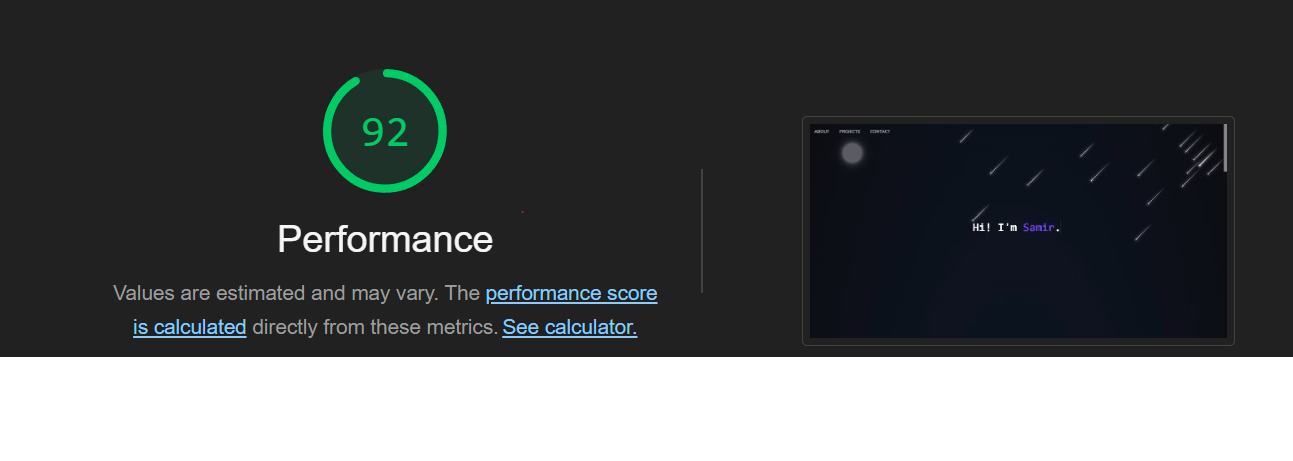 92
Performance
Values are estimated and may vary. The performance score
is calculated directly from these metrics. See calculator.
ABOUT PROJECTS CONTACT
Hi! I'm Samir.